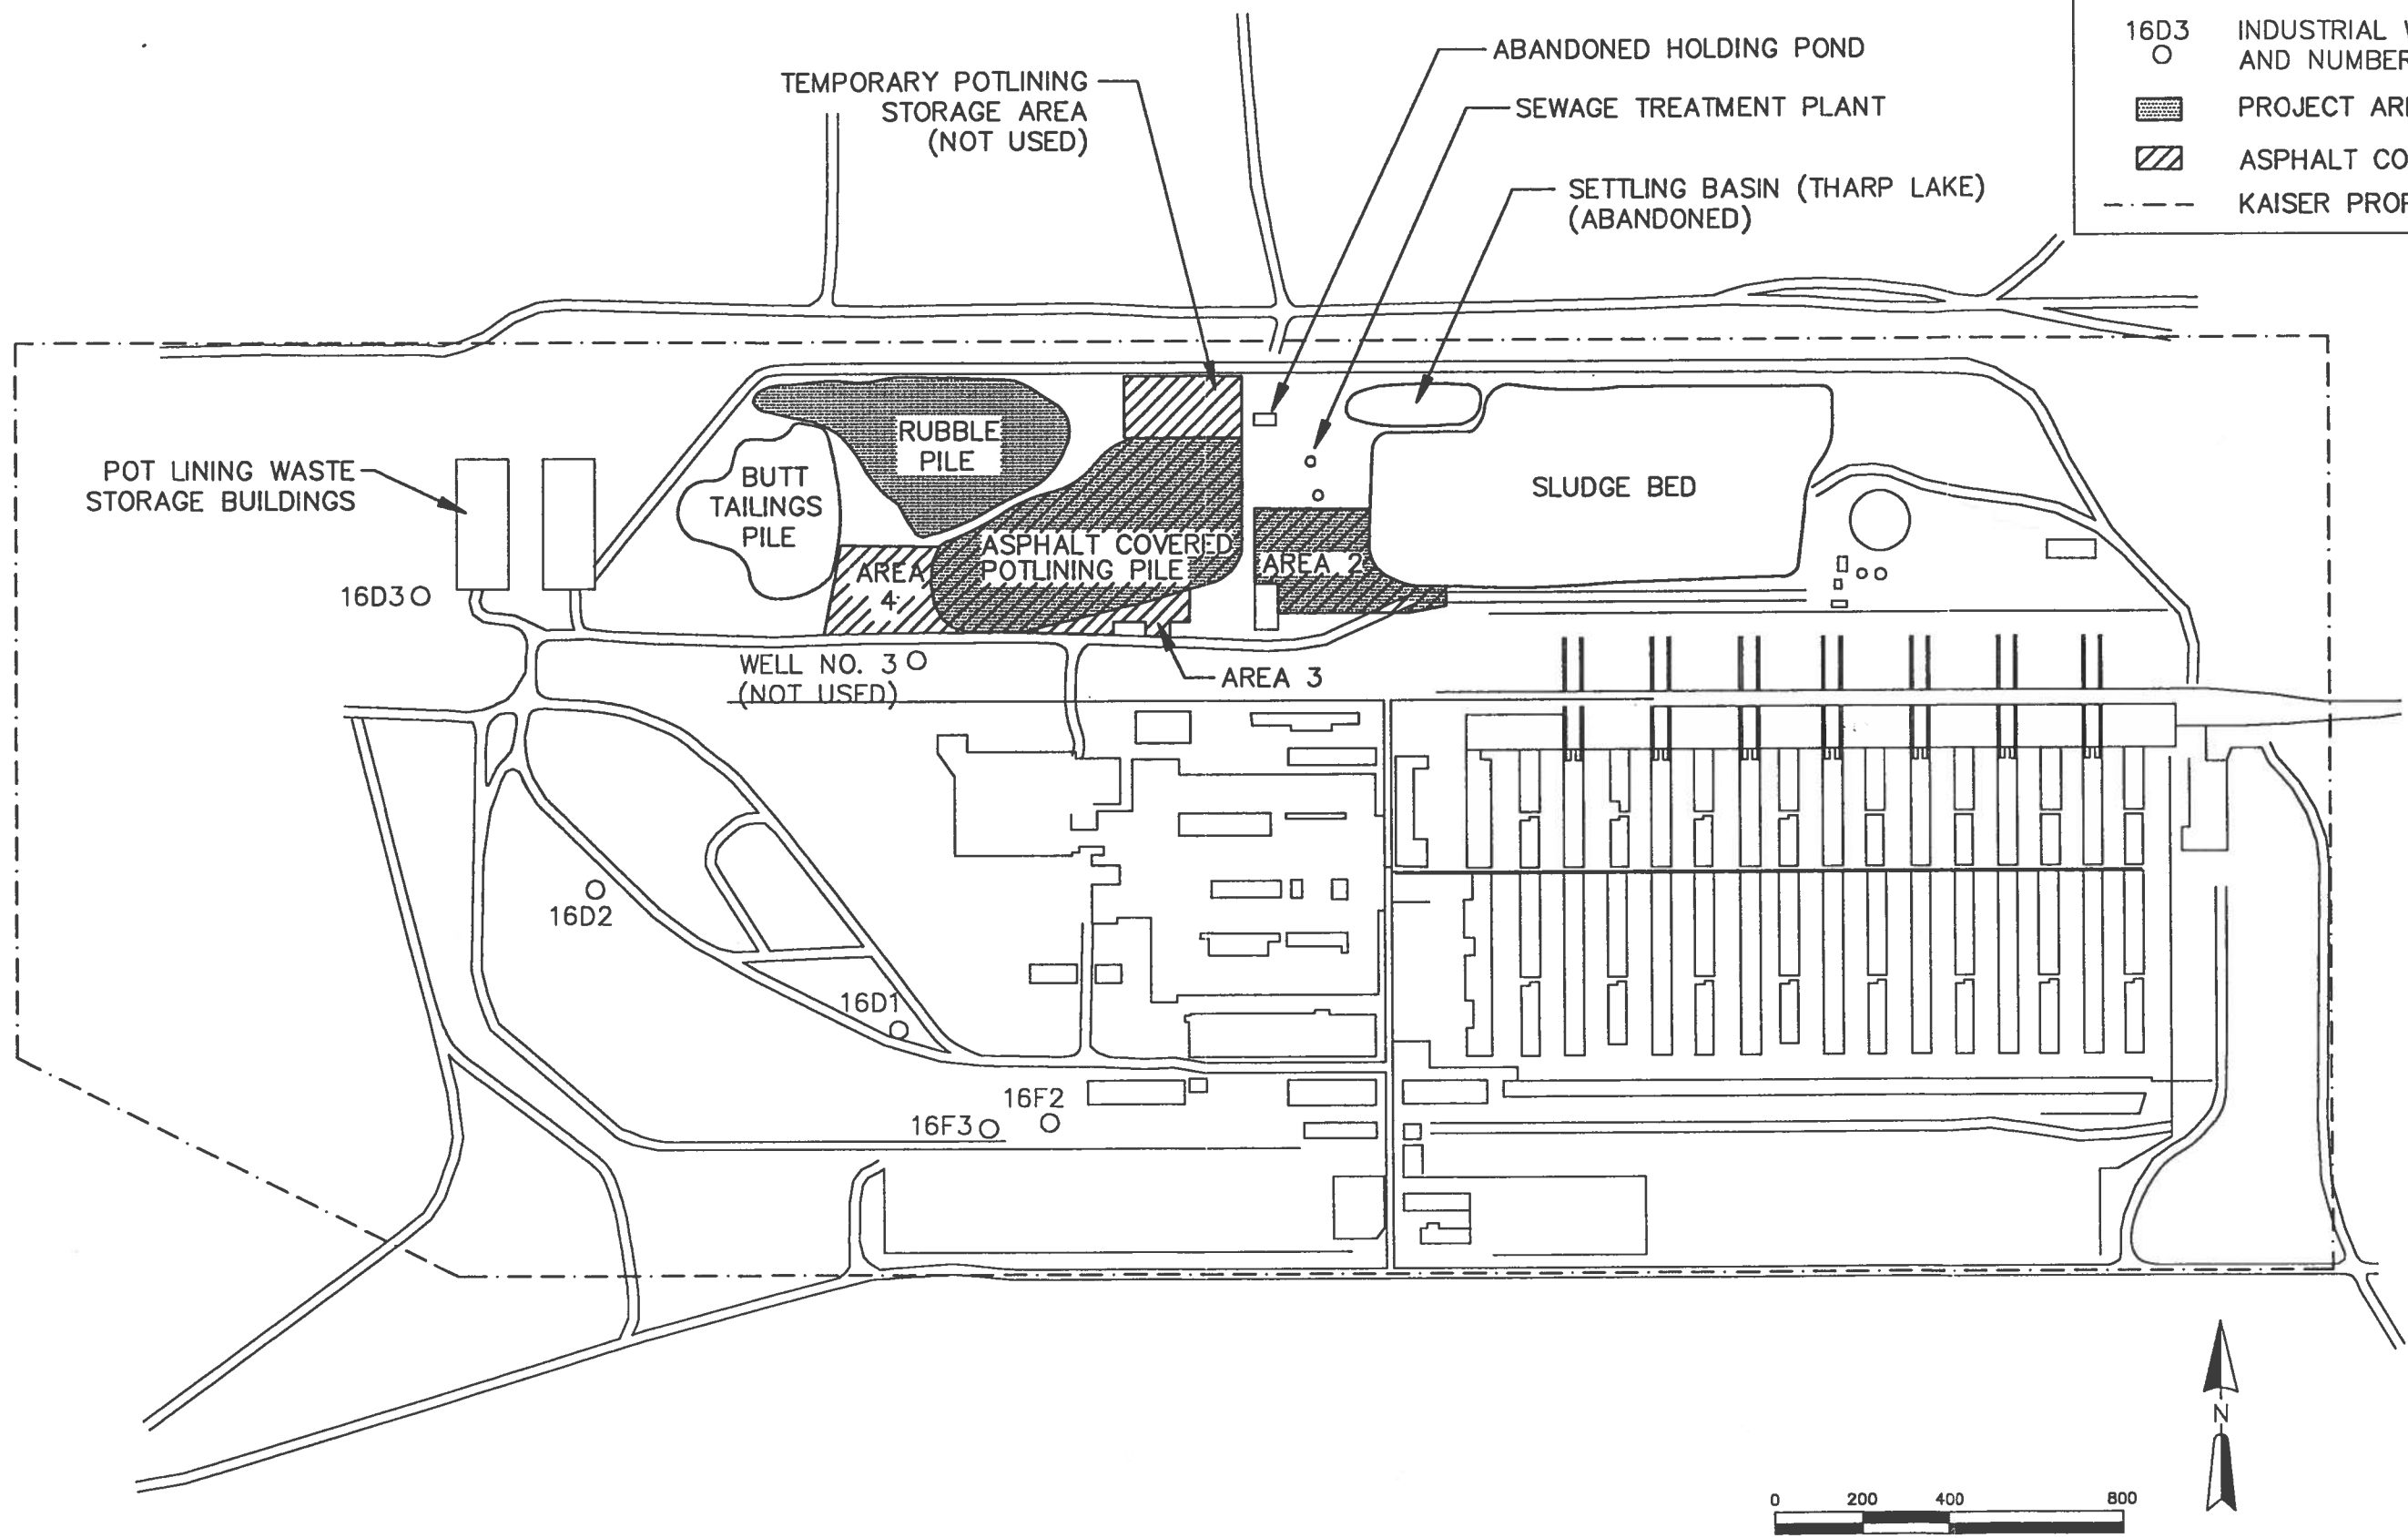 ABANDONED HOLDING POND
16D3
INDUSTRIAL
AND NUMBER
TEMPORARY POTLINING
STORAGE AREA
(NOT USED)
SEWAGE TREATMENT PLANT
PROJECT
ASPHALT
KAISER
SETTLING BASIN (THARP LAKE)
(ABANDONED)
RUBBLE
PILE
POT LINING WASTE
STORAGE BUILDINGS
BUTT
TAILINGS
PILE
SLUDGE BED
ASPHALT COVERED
POTLINING PILE
AREA 2
AREA
4
16D3
WELL NO. 3
(NOT USED)
AREA 3
16D2
16D1
16F2
16F3
N
0 200 400 800